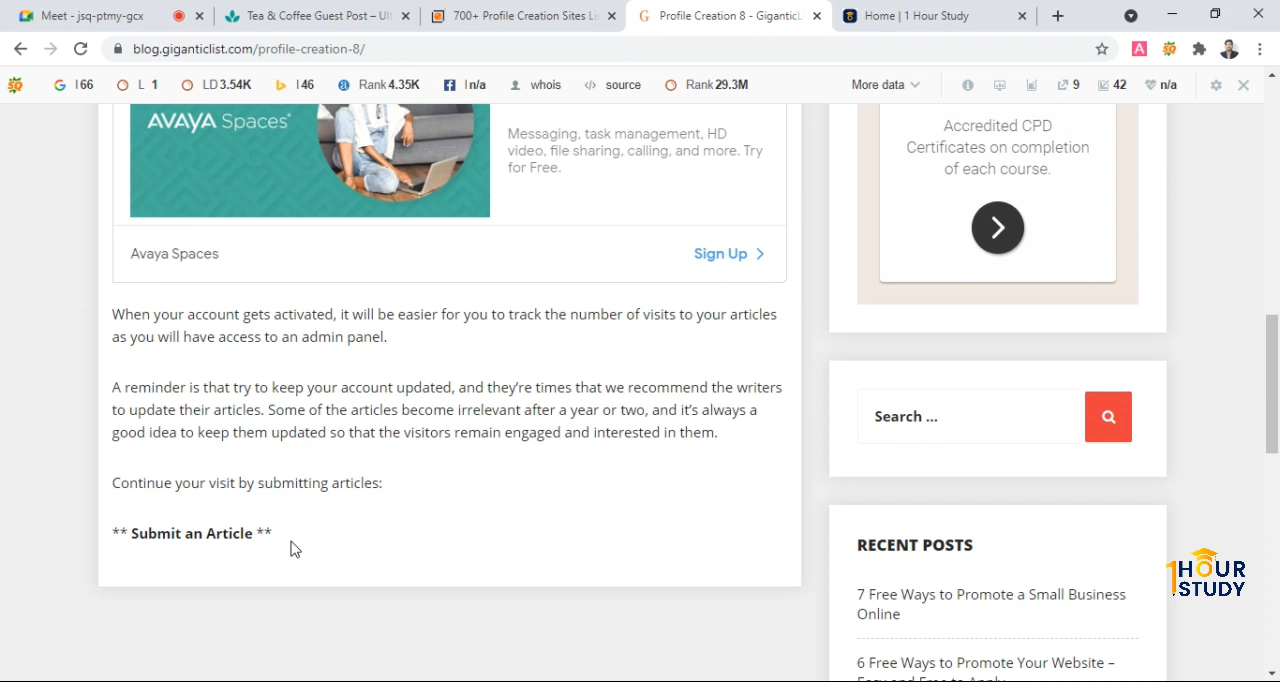 Meet - jsq-ptmy-gcx
Tea & Coffee Guest Post – Ul
700+ Profile Creation Sites Li
Profile Creation 8 - GiganticL
Home | 1 Hour Study
blog.giganticlist.com/profile-creation-8/
I 66
L 1
LD 3.54K
I 46
Rank 4.35K
I n/a
whois
source
Rank 29.3M
More data
9
42
n/a
AVAYA Spaces
Messaging, task management, HD
video, file sharing, calling, and more. Try
for Free.
Avaya Spaces
Sign Up
When your account gets activated, it will be easier for you to track the number of visits to your articles
as you will have access to an admin panel.
A reminder is that try to keep your account updated, and they're times that we recommend the writers
to update their articles. Some of the articles become irrelevant after a year or two, and it's always a
good idea to keep them updated so that the visitors remain engaged and interested in them.
Continue your visit by submitting articles:
** Submit an Article **
Accredited CPD
Certificates on completion
of each course.
Search ...
RECENT POSTS
7 Free Ways to Promote a Small Business
Online
6 Free Ways to Promote Your Website –
Easy and Free to Apply
1HOUR
STUDY